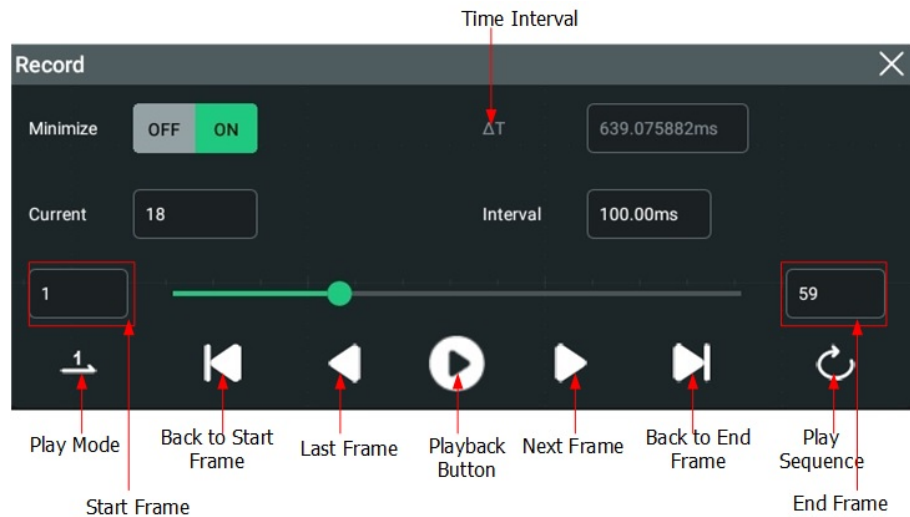 Time Interval
Record
Minimize OFF ON ΔT 639.075882ms
Current 18 Interval 100.00ms
1 59
1
Play Mode
Back to Start
Frame
Last Frame
Playback
Button
Next Frame
Back to End
Frame
Play
Sequence
Start Frame
End Frame